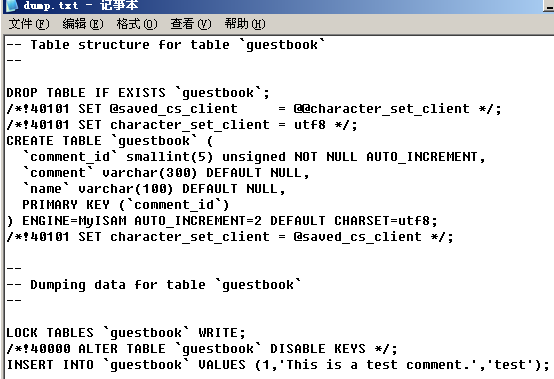 dump.txt - 记事本
文件(F) 编辑(E) 格式(O) 查看(V) 帮助(H)
-- Table structure for table `guestbook`
--
DROP TABLE IF EXISTS `guestbook`;
/*!40101 SET @saved_cs_client     = @@character_set_client */;
/*!40101 SET character_set_client = utf8 */;
CREATE TABLE `guestbook` (
  `comment_id` smallint(5) unsigned NOT NULL AUTO_INCREMENT,
  `comment` varchar(300) DEFAULT NULL,
  `name` varchar(100) DEFAULT NULL,
  PRIMARY KEY (`comment_id`)
) ENGINE=MyISAM AUTO_INCREMENT=2 DEFAULT CHARSET=utf8;
/*!40101 SET character_set_client = @saved_cs_client */;
--
-- Dumping data for table `guestbook`
--
LOCK TABLES `guestbook` WRITE;
/*!40000 ALTER TABLE `guestbook` DISABLE KEYS */;
INSERT INTO `guestbook` VALUES (1,'This is a test comment.','test');